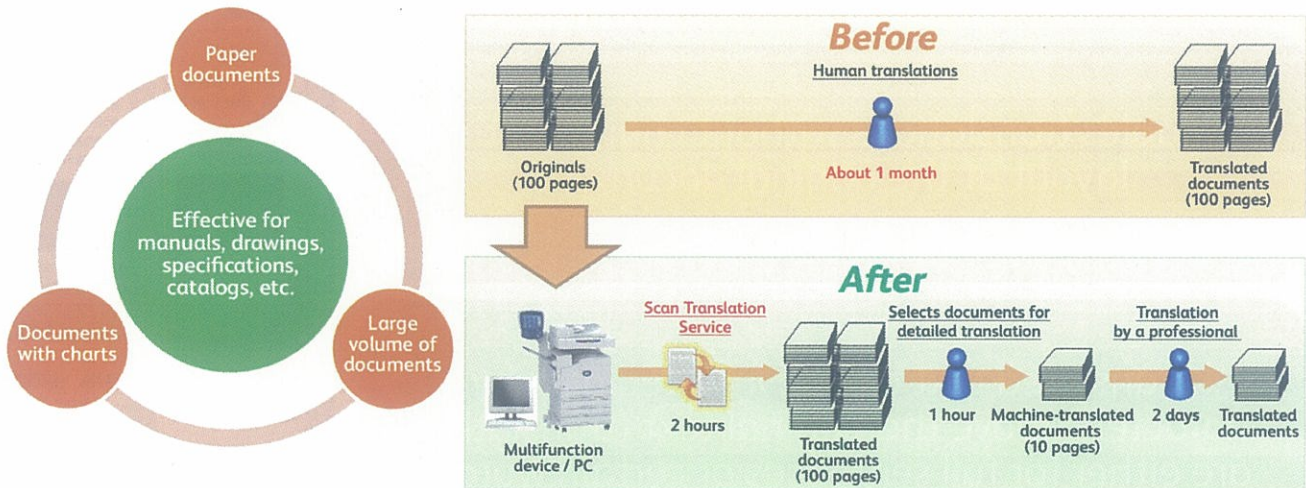 Paper
documents
Effective for
manuals, drawings,
specifications,
catalogs, etc.
Documents
with charts
Large
volume of
documents
Before
Human translations
Originals
(100 pages)
About 1 month
Translated
documents
(100 pages)
After
Scan Translation
Service
Selects documents for
detailed translation
Translation
by a professional
2 hours
1 hour
2 days
Multifunction
device / PC
Translated
documents
(100 pages)
Machine-translated
documents
(10 pages)
Translated
documents